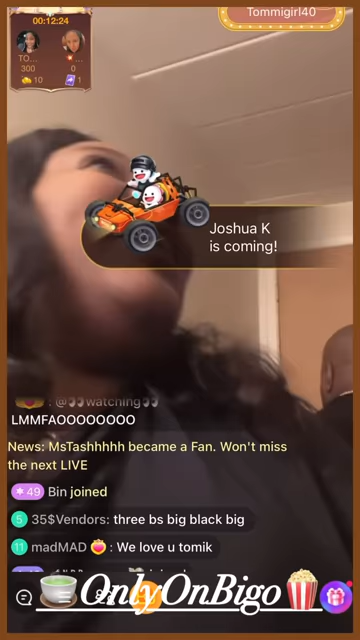 Tommigirl40
00:12:24
TO...
300
0
10
1
Joshua K
is coming!
: @👀watching👀
LMMFAOOOOOOOO
News: MsTashhhhh became a Fan. Won't miss
the next LIVE
49 Bin joined
5 35$Vendors: three bs big black big
11 madMAD : We love u tomik
OnlyOnBigo